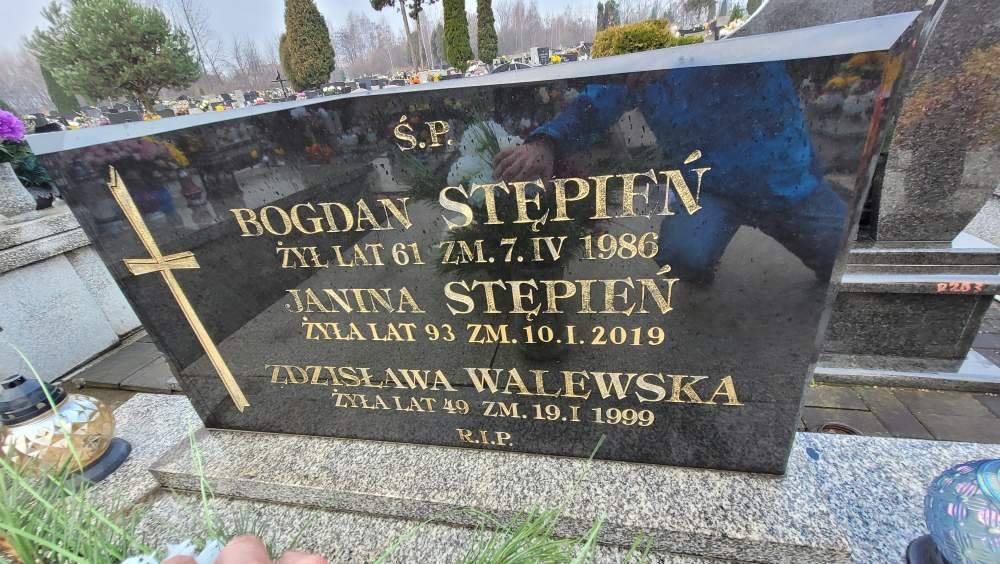 Ś.P.
BOGDAN STĘPIEŃ
ŻYŁ LAT 61 ZM. 7. IV 1986
JANINA STĘPIEŃ
ŻYŁA LAT 93 ZM. 10. I. 2019
ZDZISŁAWA WALEWSKA
ŻYŁA LAT 49 ZM. 19. I 1999
R.I.P.